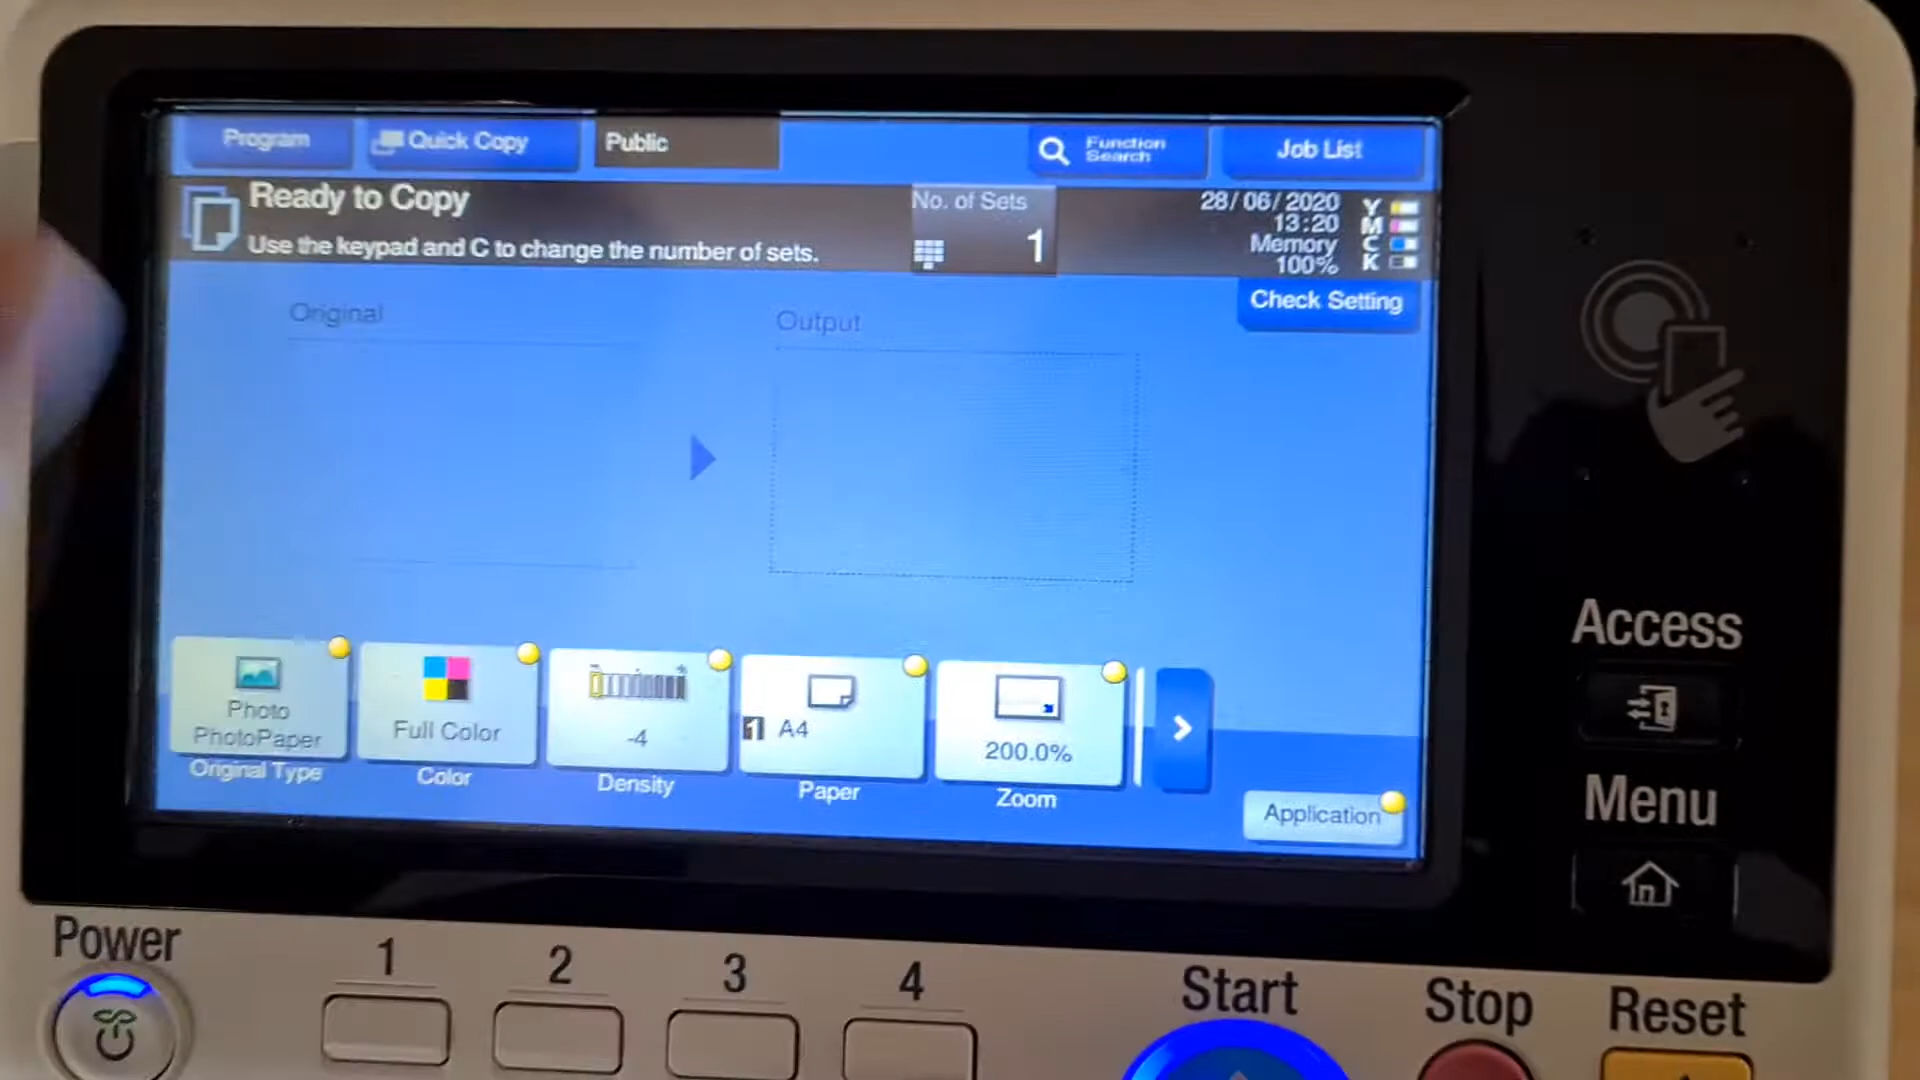 Program
Quick Copy
Public
Function
Search
Job List
Ready to Copy
Use the keypad and C to change the number of sets.
No. of Sets
1
28/06/2020
13:20
Memory
100%
Y
M
C
K
Check Setting
Original
Output
Photo
PhotoPaper
Original Type
Full Color
Color
-4
Density
1 A4
Paper
200.0%
Zoom
Application
Access
Menu
Power
1
2
3
4
Start
Stop
Reset